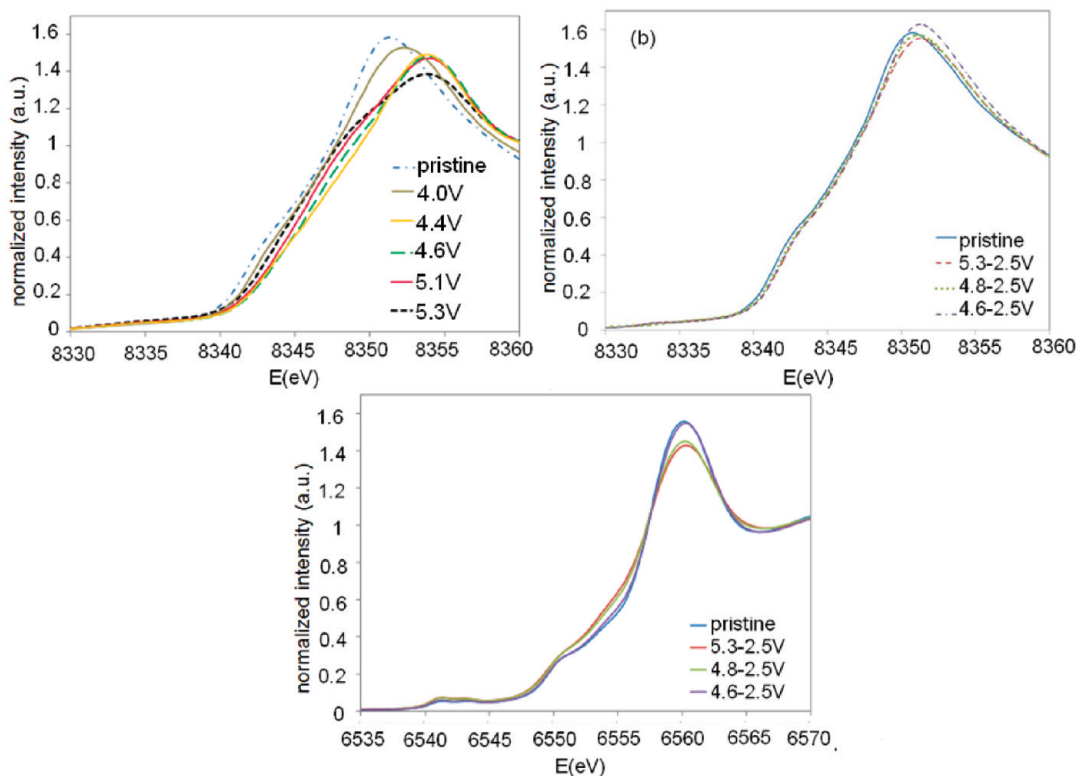 normalized intensity (a.u.)
1.6
1.4
1.2
1
0.8
0.6
0.4
0.2
0
pristine
4.0V
4.4V
4.6V
5.1V
5.3V
8330 8335 8340 8345 8350 8355 8360
E(eV)
(b)
normalized intensity (a.u.)
1.6
1.4
1.2
1
0.8
0.6
0.4
0.2
0
pristine
5.3-2.5V
4.8-2.5V
4.6-2.5V
8330 8335 8340 8345 8350 8355 8360
E(eV)
normalized intensity (a.u.)
1.6
1.4
1.2
1
0.8
0.6
0.4
0.2
0
pristine
5.3-2.5V
4.8-2.5V
4.6-2.5V
6535 6540 6545 6550 6555 6560 6565 6570
E(eV)